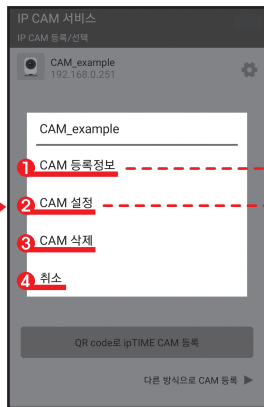 IP CAM 서비스
IP CAM 등록/선택
CAM_example
192.168.0.251
CAM_example
1 CAM 등록정보
2 CAM 설정
3 CAM 삭제
4 취소
QR code로 ipTIME CAM 등록
다른 방식으로 CAM 등록 ▶